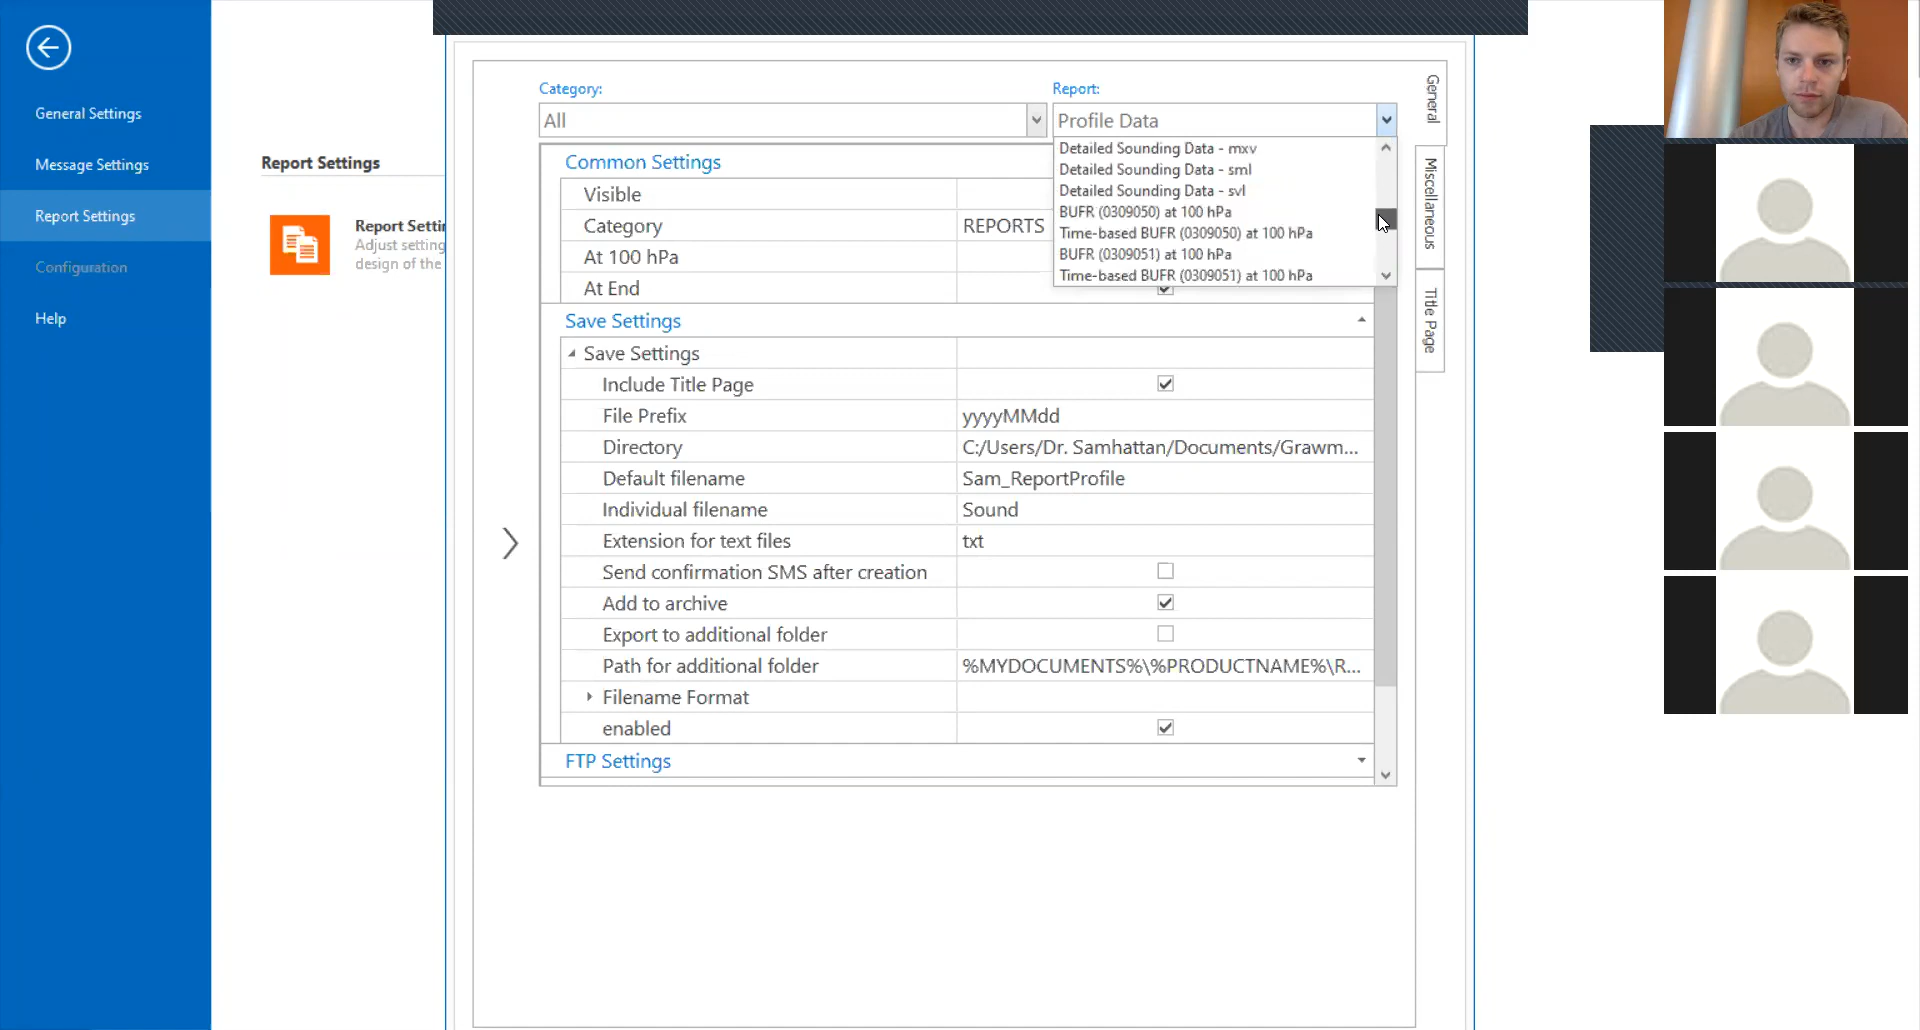 General Settings
Message Settings
Report Settings
Configuration
Help
Report Settings
Report Settin
Adjust setting
design of the
Category:
All
Report:
Profile Data
Detailed Sounding Data - mxv
Detailed Sounding Data - sml
Detailed Sounding Data - svl
BUFR (0309050) at 100 hPa
Time-based BUFR (0309050) at 100 hPa
BUFR (0309051) at 100 hPa
Time-based BUFR (0309051) at 100 hPa
Common Settings
Visible
Category REPORTS
At 100 hPa
At End
Save Settings
Save Settings
Include Title Page
File Prefix yyyyMMdd
Directory C:/Users/Dr. Samhattan/Documents/Grawm...
Default filename Sam_ReportProfile
Individual filename Sound
Extension for text files txt
Send confirmation SMS after creation
Add to archive
Export to additional folder
Path for additional folder %MYDOCUMENTS%\%PRODUCTNAME%\R...
Filename Format
enabled
FTP Settings
General
Miscellaneous
Title Page